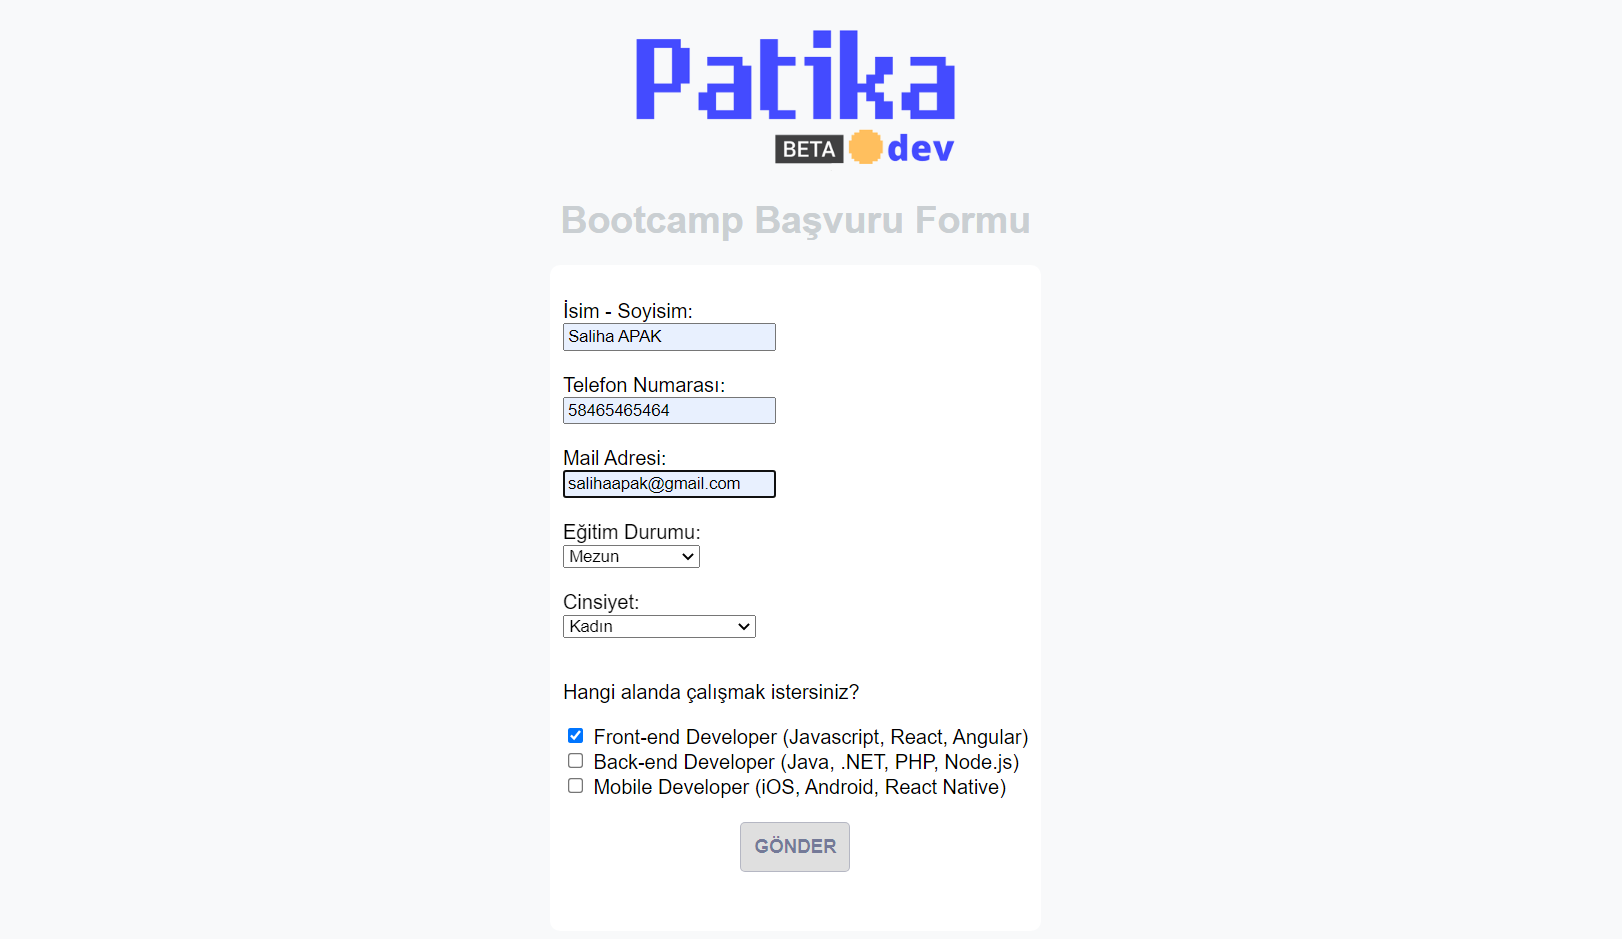 Patika
BETA dev
Bootcamp Başvuru Formu
İsim - Soyisim:
Saliha APAK
Telefon Numarası:
58465465464
Mail Adresi:
salihaapak@gmail.com
Eğitim Durumu:
Mezun
Cinsiyet:
Kadın
Hangi alanda çalışmak istersiniz?
Front-end Developer (Javascript, React, Angular)
Back-end Developer (Java, .NET, PHP, Node.js)
Mobile Developer (iOS, Android, React Native)
GÖNDER